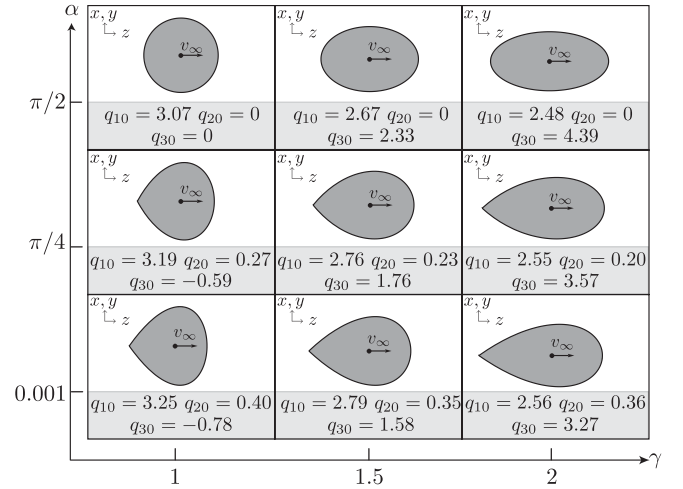 α
x, y
z
v∞
x, y
z
v∞
x, y
z
v∞
π/2
q10 = 3.07 q20 = 0
q30 = 0
q10 = 2.67 q20 = 0
q30 = 2.33
q10 = 2.48 q20 = 0
q30 = 4.39
x, y
z
v∞
x, y
z
v∞
x, y
z
v∞
π/4
q10 = 3.19 q20 = 0.27
q30 = −0.59
q10 = 2.76 q20 = 0.23
q30 = 1.76
q10 = 2.55 q20 = 0.20
q30 = 3.57
x, y
z
v∞
x, y
z
v∞
x, y
z
v∞
0.001
q10 = 3.25 q20 = 0.40
q30 = −0.78
q10 = 2.79 q20 = 0.35
q30 = 1.58
q10 = 2.56 q20 = 0.36
q30 = 3.27
1
1.5
2
γ